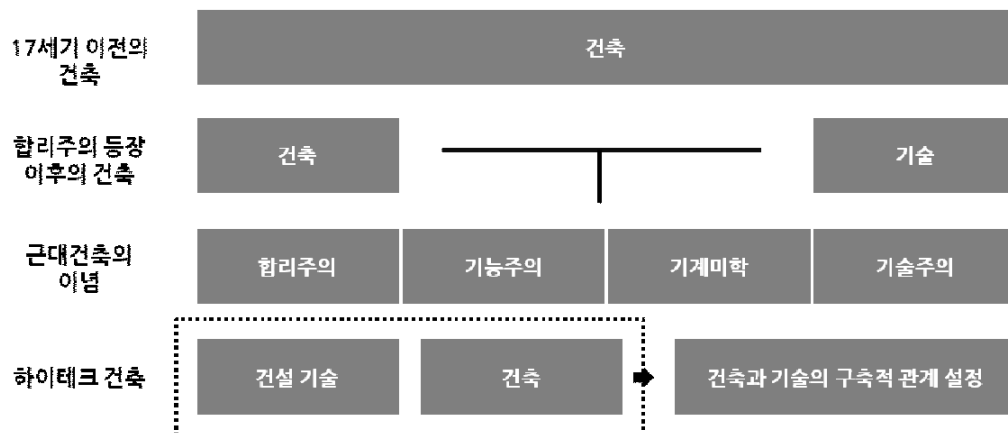 17세기 이전의
건축
건축
합리주의 등장
이후의 건축
건축
기술
근대건축의
이념
합리주의
기능주의
기계미학
기술주의
하이테크 건축
건설 기술
건축
건축과 기술의 구축적 관계 설정